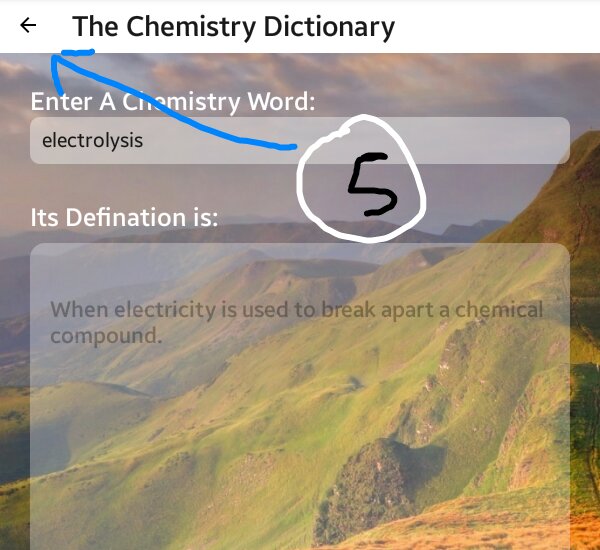 The Chemistry Dictionary
Enter A Chemistry Word:
electrolysis
5
Its Defination is:
When electricity is used to break apart a chemical
compound.